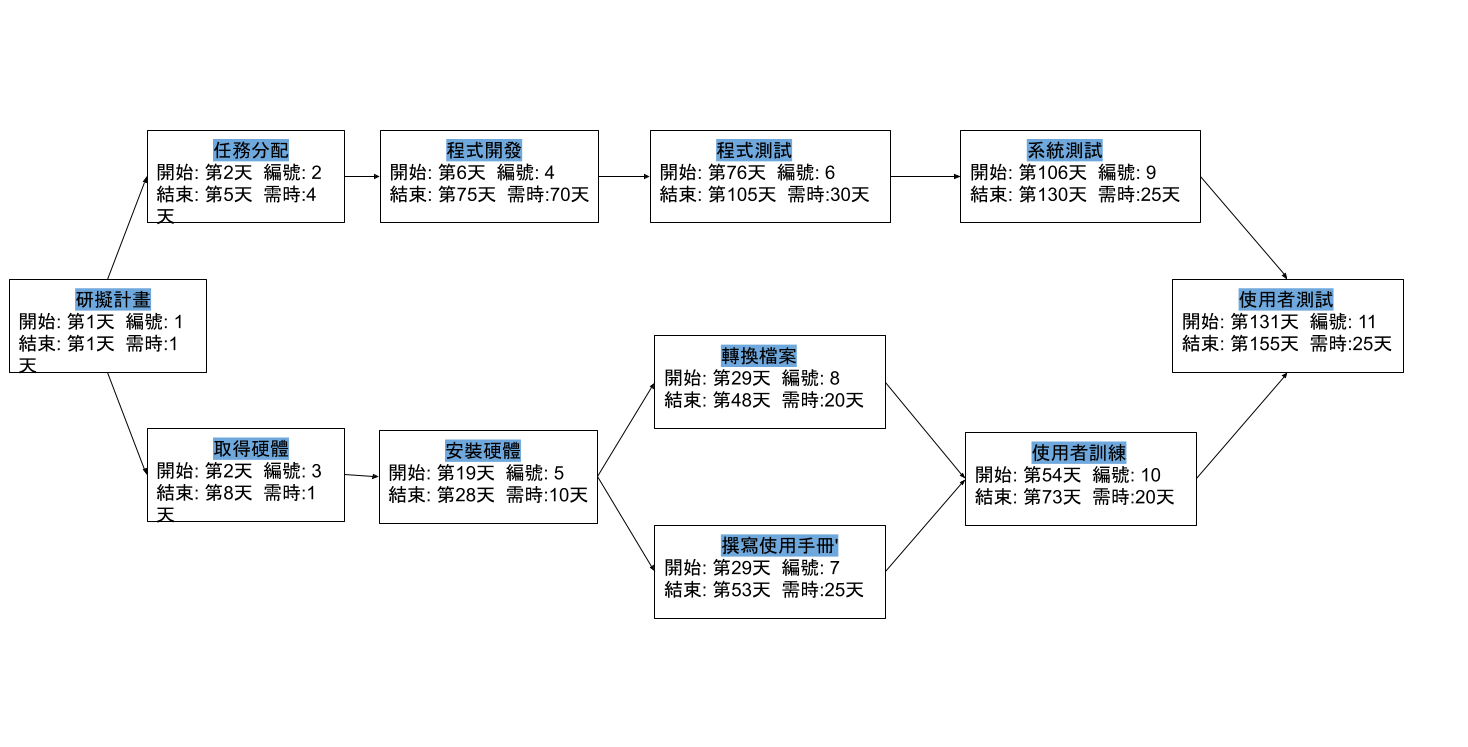 任務分配
開始: 第2天 編號: 2
結束: 第5天 需時:4
天
程式開發
開始: 第6天 編號: 4
結束: 第75天 需時:70天
程式測試
開始: 第76天 編號: 6
結束: 第105天 需時:30天
系統測試
開始: 第106天 編號: 9
結束: 第130天 需時:25天
研擬計畫
開始: 第1天 編號: 1
結束: 第1天 需時:1
天
使用者測試
開始: 第131天 編號: 11
結束: 第155天 需時:25天
轉換檔案
開始: 第29天 編號: 8
結束: 第48天 需時:20天
取得硬體
開始: 第2天 編號: 3
結束: 第8天 需時:1
天
安裝硬體
開始: 第19天 編號: 5
結束: 第28天 需時:10天
使用者訓練
開始: 第54天 編號: 10
結束: 第73天 需時:20天
撰寫使用手冊'
開始: 第29天 編號: 7
結束: 第53天 需時:25天